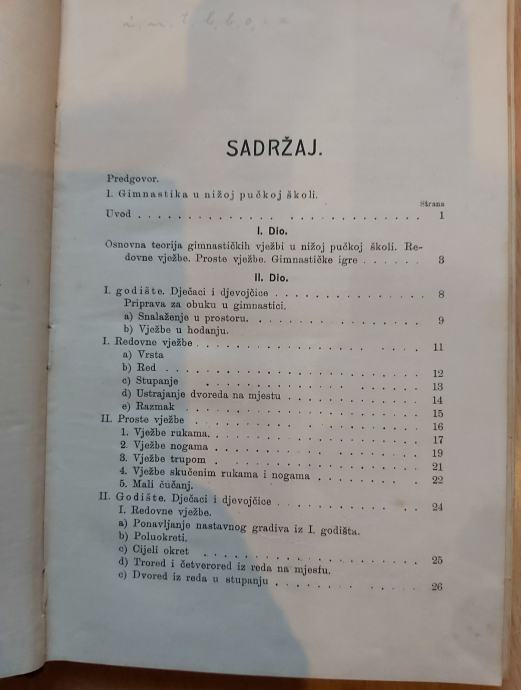 SADRŽAJ.
Predgovor.
I. Gimnastika u nižoj pučkoj školi.
Strana
Uvod . . . . . . . . . . . . . . . . . . . . 1
I. Dio.
Osnovna teorija gimnastičkih vježbi u nižoj pučkoj školi. Re-
dovne vježbe. Proste vježbe. Gimnastičke igre . . . . . . 3
II. Dio.
I. godište. Dječaci i djevojčice . . . . . . . . . . . 8
Priprava za obuku u gimnastici.
a) Snalaženje u prostoru. . . . . . . . . . . . . 9
b) Vježbe u hodanju.
I. Redovne vježbe . . . . . . . . . . . . . . . . 11
a) Vrsta
b) Red . . . . . . . . . . . . . . . . . . 12
c) Stupanje . . . . . . . . . . . . . . . . 13
d) Ustrajanje dvoreda na mjestu . . . . . . . . . 14
e) Razmak . . . . . . . . . . . . . . . . . 15
II. Proste vježbe . . . . . . . . . . . . . . . . 16
1. Vježbe rukama. . . . . . . . . . . . . . . 17
2. Vježbe nogama . . . . . . . . . . . . . . . 19
3. Vježbe trupom . . . . . . . . . . . . . . . 21
4. Vježbe skučenim rukama i nogama . . . . . . . . 22
5. Mali čučanj.
II. Godište. Dječaci i djevojčice . . . . . . . . . . . 24
I. Redovne vježbe.
a) Ponavljanje nastavnog gradiva iz I. godišta.
b) Poluokreti.
c) Cijeli okret . . . . . . . . . . . . . . . 25
d) Trored i četverored iz reda na mjestu.
e) Dvored iz reda u stupanju . . . . . . . . . . . 26